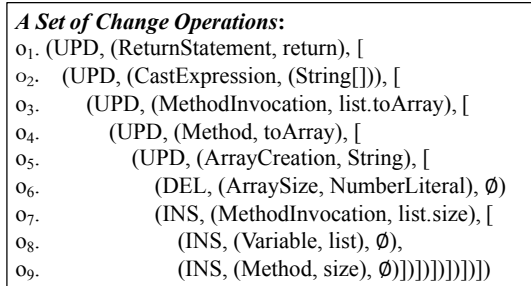 A Set of Change Operations:
o₁. (UPD, (ReturnStatement, return), [
o₂. (UPD, (CastExpression, (String[])), [
o₃. (UPD, (MethodInvocation, list.toArray), [
o₄. (UPD, (Method, toArray), [
o₅. (UPD, (ArrayCreation, String), [
o₆. (DEL, (ArraySize, NumberLiteral), ∅)
o₇. (INS, (MethodInvocation, list.size), [
o₈. (INS, (Variable, list), ∅),
o₉. (INS, (Method, size), ∅)])])])])])])